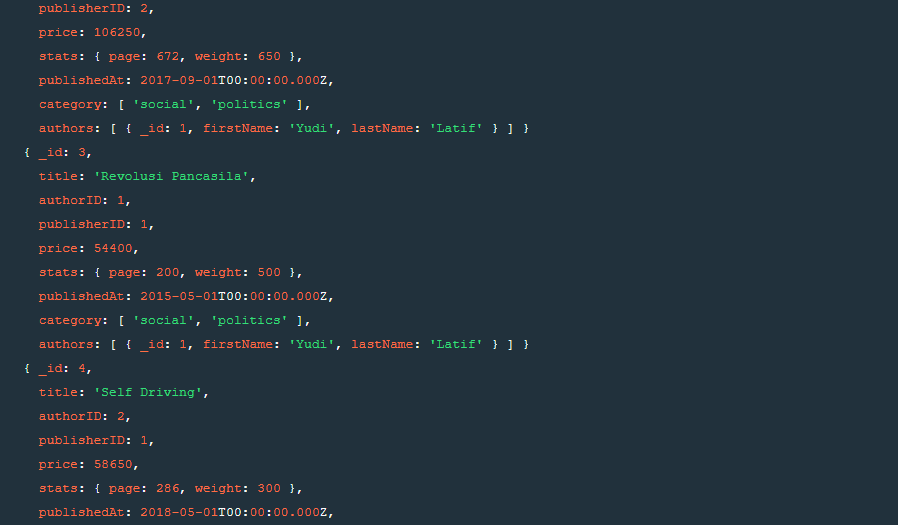 publisherID: 2,
price: 106250,
stats: { page: 672, weight: 650 },
publishedAt: 2017-09-01T00:00:00.000Z,
category: [ 'social', 'politics' ],
authors: [ { _id: 1, firstName: 'Yudi', lastName: 'Latif' } ] }
{ _id: 3,
title: 'Revolusi Pancasila',
authorID: 1,
publisherID: 1,
price: 54400,
stats: { page: 200, weight: 500 },
publishedAt: 2015-05-01T00:00:00.000Z,
category: [ 'social', 'politics' ],
authors: [ { _id: 1, firstName: 'Yudi', lastName: 'Latif' } ] }
{ _id: 4,
title: 'Self Driving',
authorID: 2,
publisherID: 1,
price: 58650,
stats: { page: 286, weight: 300 },
publishedAt: 2018-05-01T00:00:00.000Z,